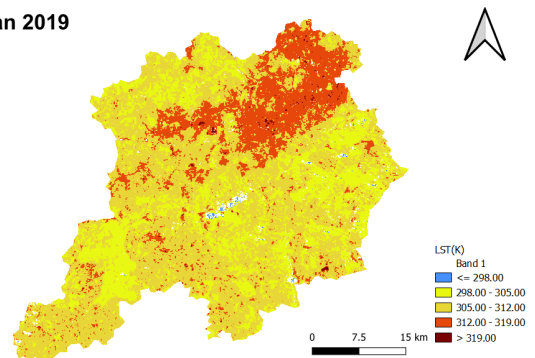 an 2019
LST(K)
Band 1
<= 298.00
298.00 - 305.00
305.00 - 312.00
312.00 - 319.00
> 319.00
0 7.5 15 km